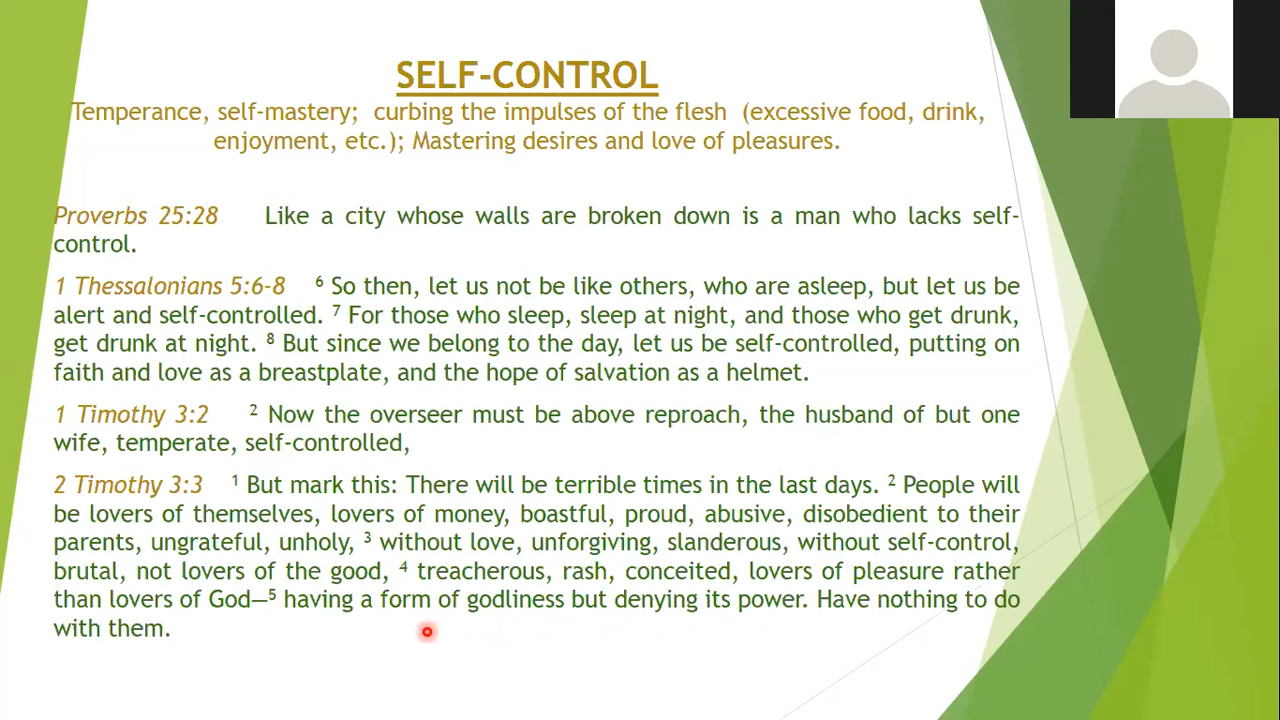 SELF-CONTROL
Temperance, self-mastery; curbing the impulses of the flesh (excessive food, drink,
enjoyment, etc.); Mastering desires and love of pleasures.
Proverbs 25:28 Like a city whose walls are broken down is a man who lacks self-
control.
1 Thessalonians 5:6-8 ⁶ So then, let us not be like others, who are asleep, but let us be
alert and self-controlled. ⁷ For those who sleep, sleep at night, and those who get drunk,
get drunk at night. ⁸ But since we belong to the day, let us be self-controlled, putting on
faith and love as a breastplate, and the hope of salvation as a helmet.
1 Timothy 3:2 ² Now the overseer must be above reproach, the husband of but one
wife, temperate, self-controlled,
2 Timothy 3:3 ¹ But mark this: There will be terrible times in the last days. ² People will
be lovers of themselves, lovers of money, boastful, proud, abusive, disobedient to their
parents, ungrateful, unholy, ³ without love, unforgiving, slanderous, without self-control,
brutal, not lovers of the good, ⁴ treacherous, rash, conceited, lovers of pleasure rather
than lovers of God—⁵ having a form of godliness but denying its power. Have nothing to do
with them.